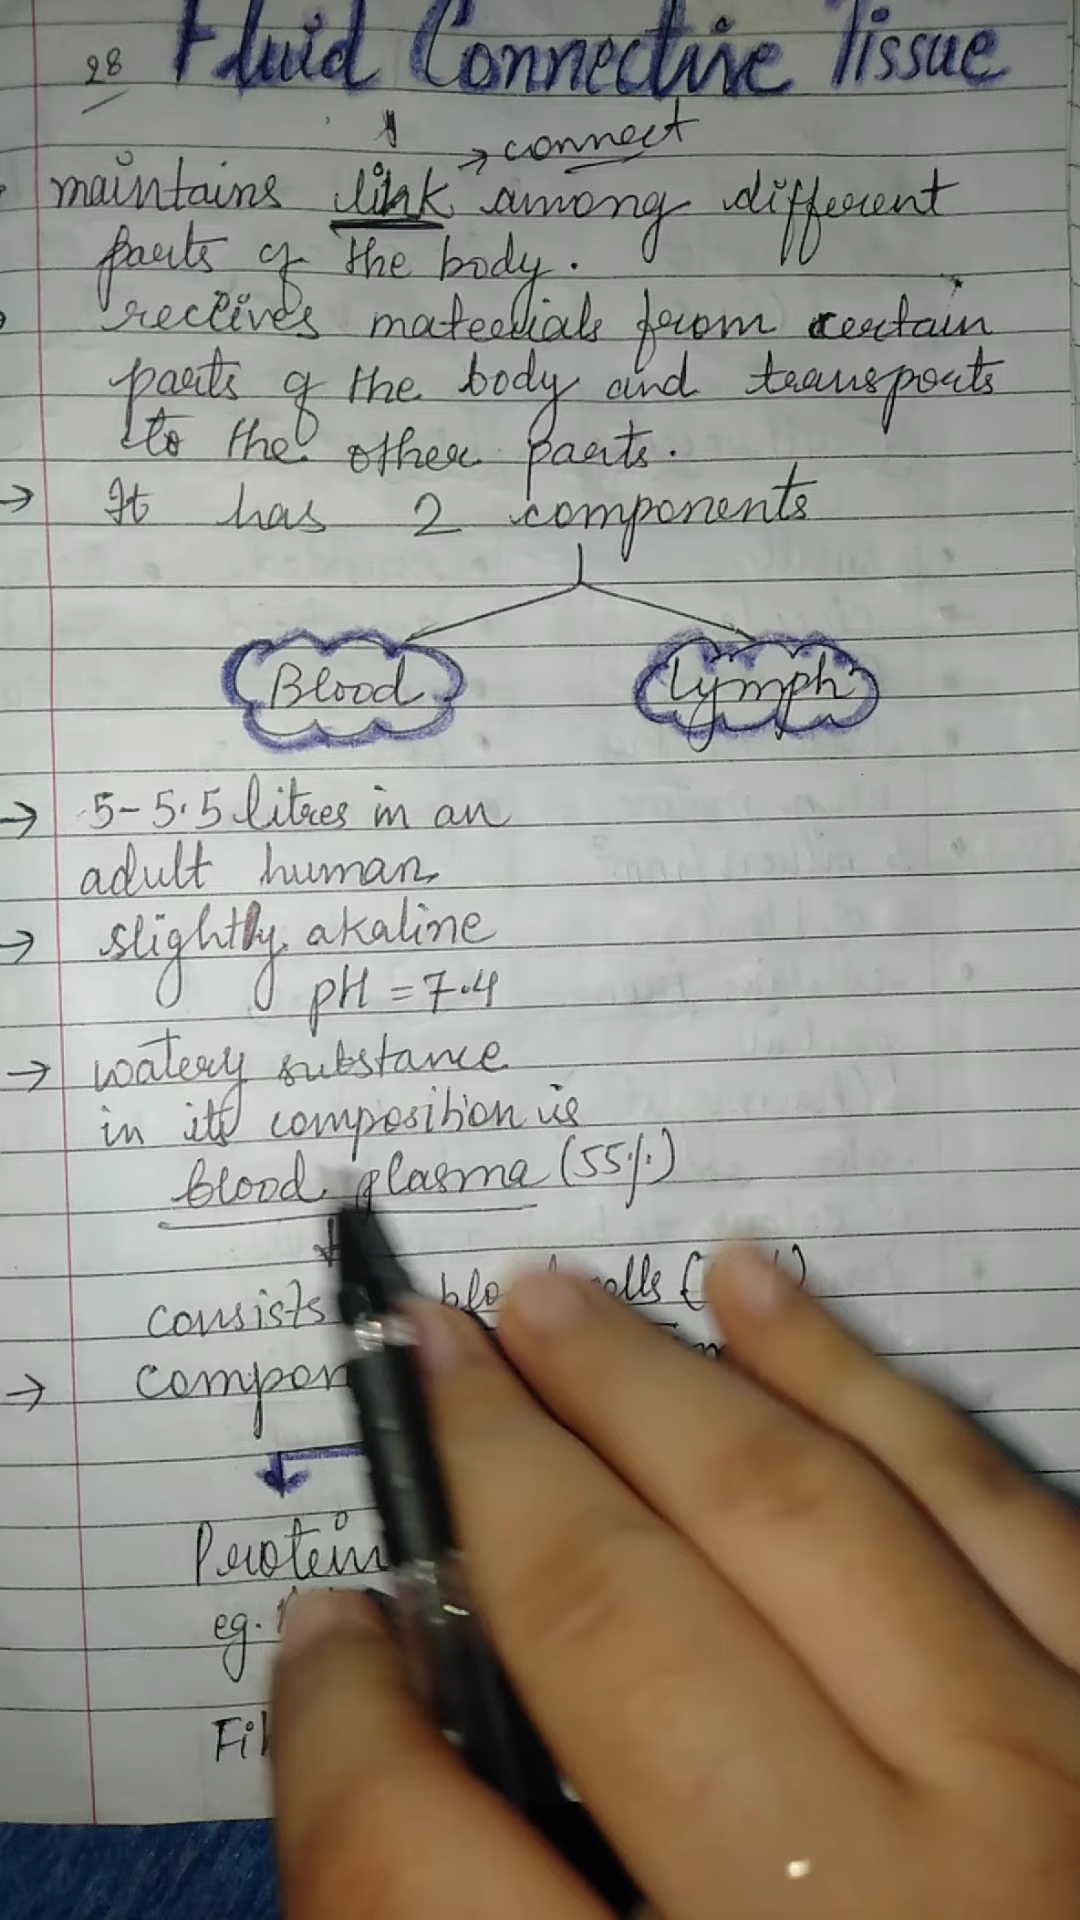 28 Fluid Connective Tissue
→ connect
maintains link among different
parts of the body.
receives materials from certain
parts of the body and transports
to the other parts.
→ It has 2 components
Blood Lymph
→ 5-5.5 litres in an
adult human
→ slightly akaline
pH = 7.4
→ watery substance
in its composition is
blood plasma (55%)
consists
→
Protein
eg.